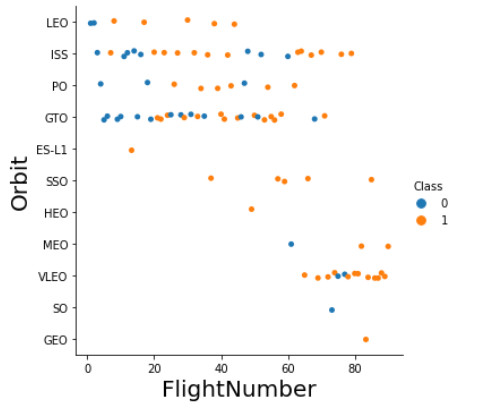 LEO
ISS
PO
GTO
ES-L1
SSO
HEO
MEO
VLEO
SO
GEO
Orbit
0 20 40 60 80
FlightNumber
Class
0
1